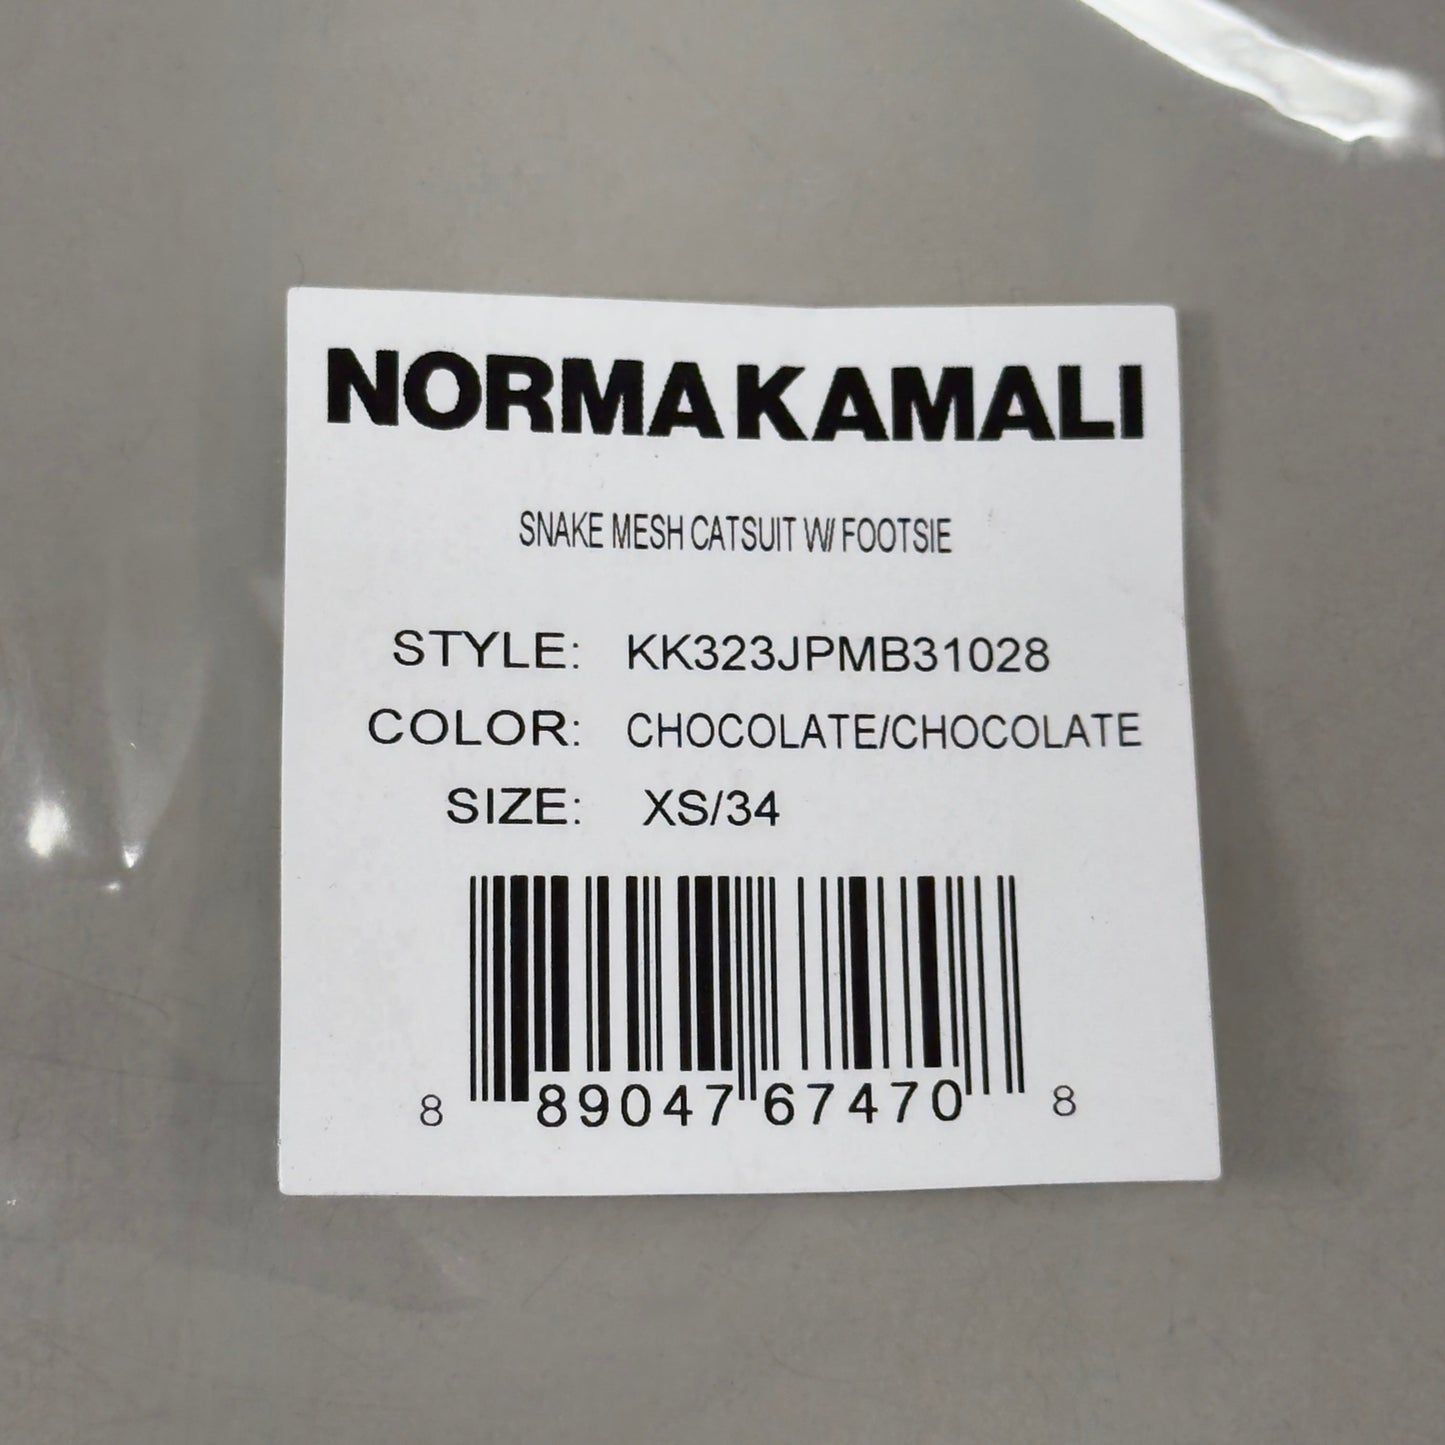 NORMA KAMALI
SNAKE MESH CATSUIT W/ FOOTSIE
STYLE: KK323JPMB31028
COLOR: CHOCOLATE/CHOCOLATE
SIZE: XS/34
8 89047 67470 8